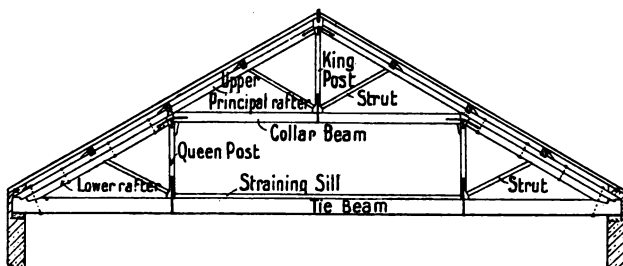 King
Post
Upper
Principal rafter
Strut
Collar Beam
Queen Post
Lower rafter
Straining Sill
Strut
Tie Beam